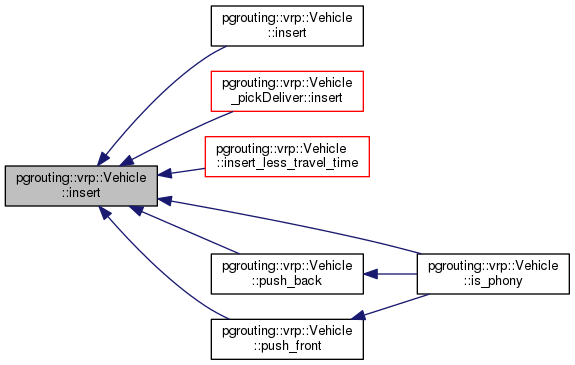 pgrouting::vrp::Vehicle
::insert
pgrouting::vrp::Vehicle
_pickDeliver::insert
pgrouting::vrp::Vehicle
::insert_less_travel_time
pgrouting::vrp::Vehicle
::insert
pgrouting::vrp::Vehicle
::push_back
pgrouting::vrp::Vehicle
::is_phony
pgrouting::vrp::Vehicle
::push_front